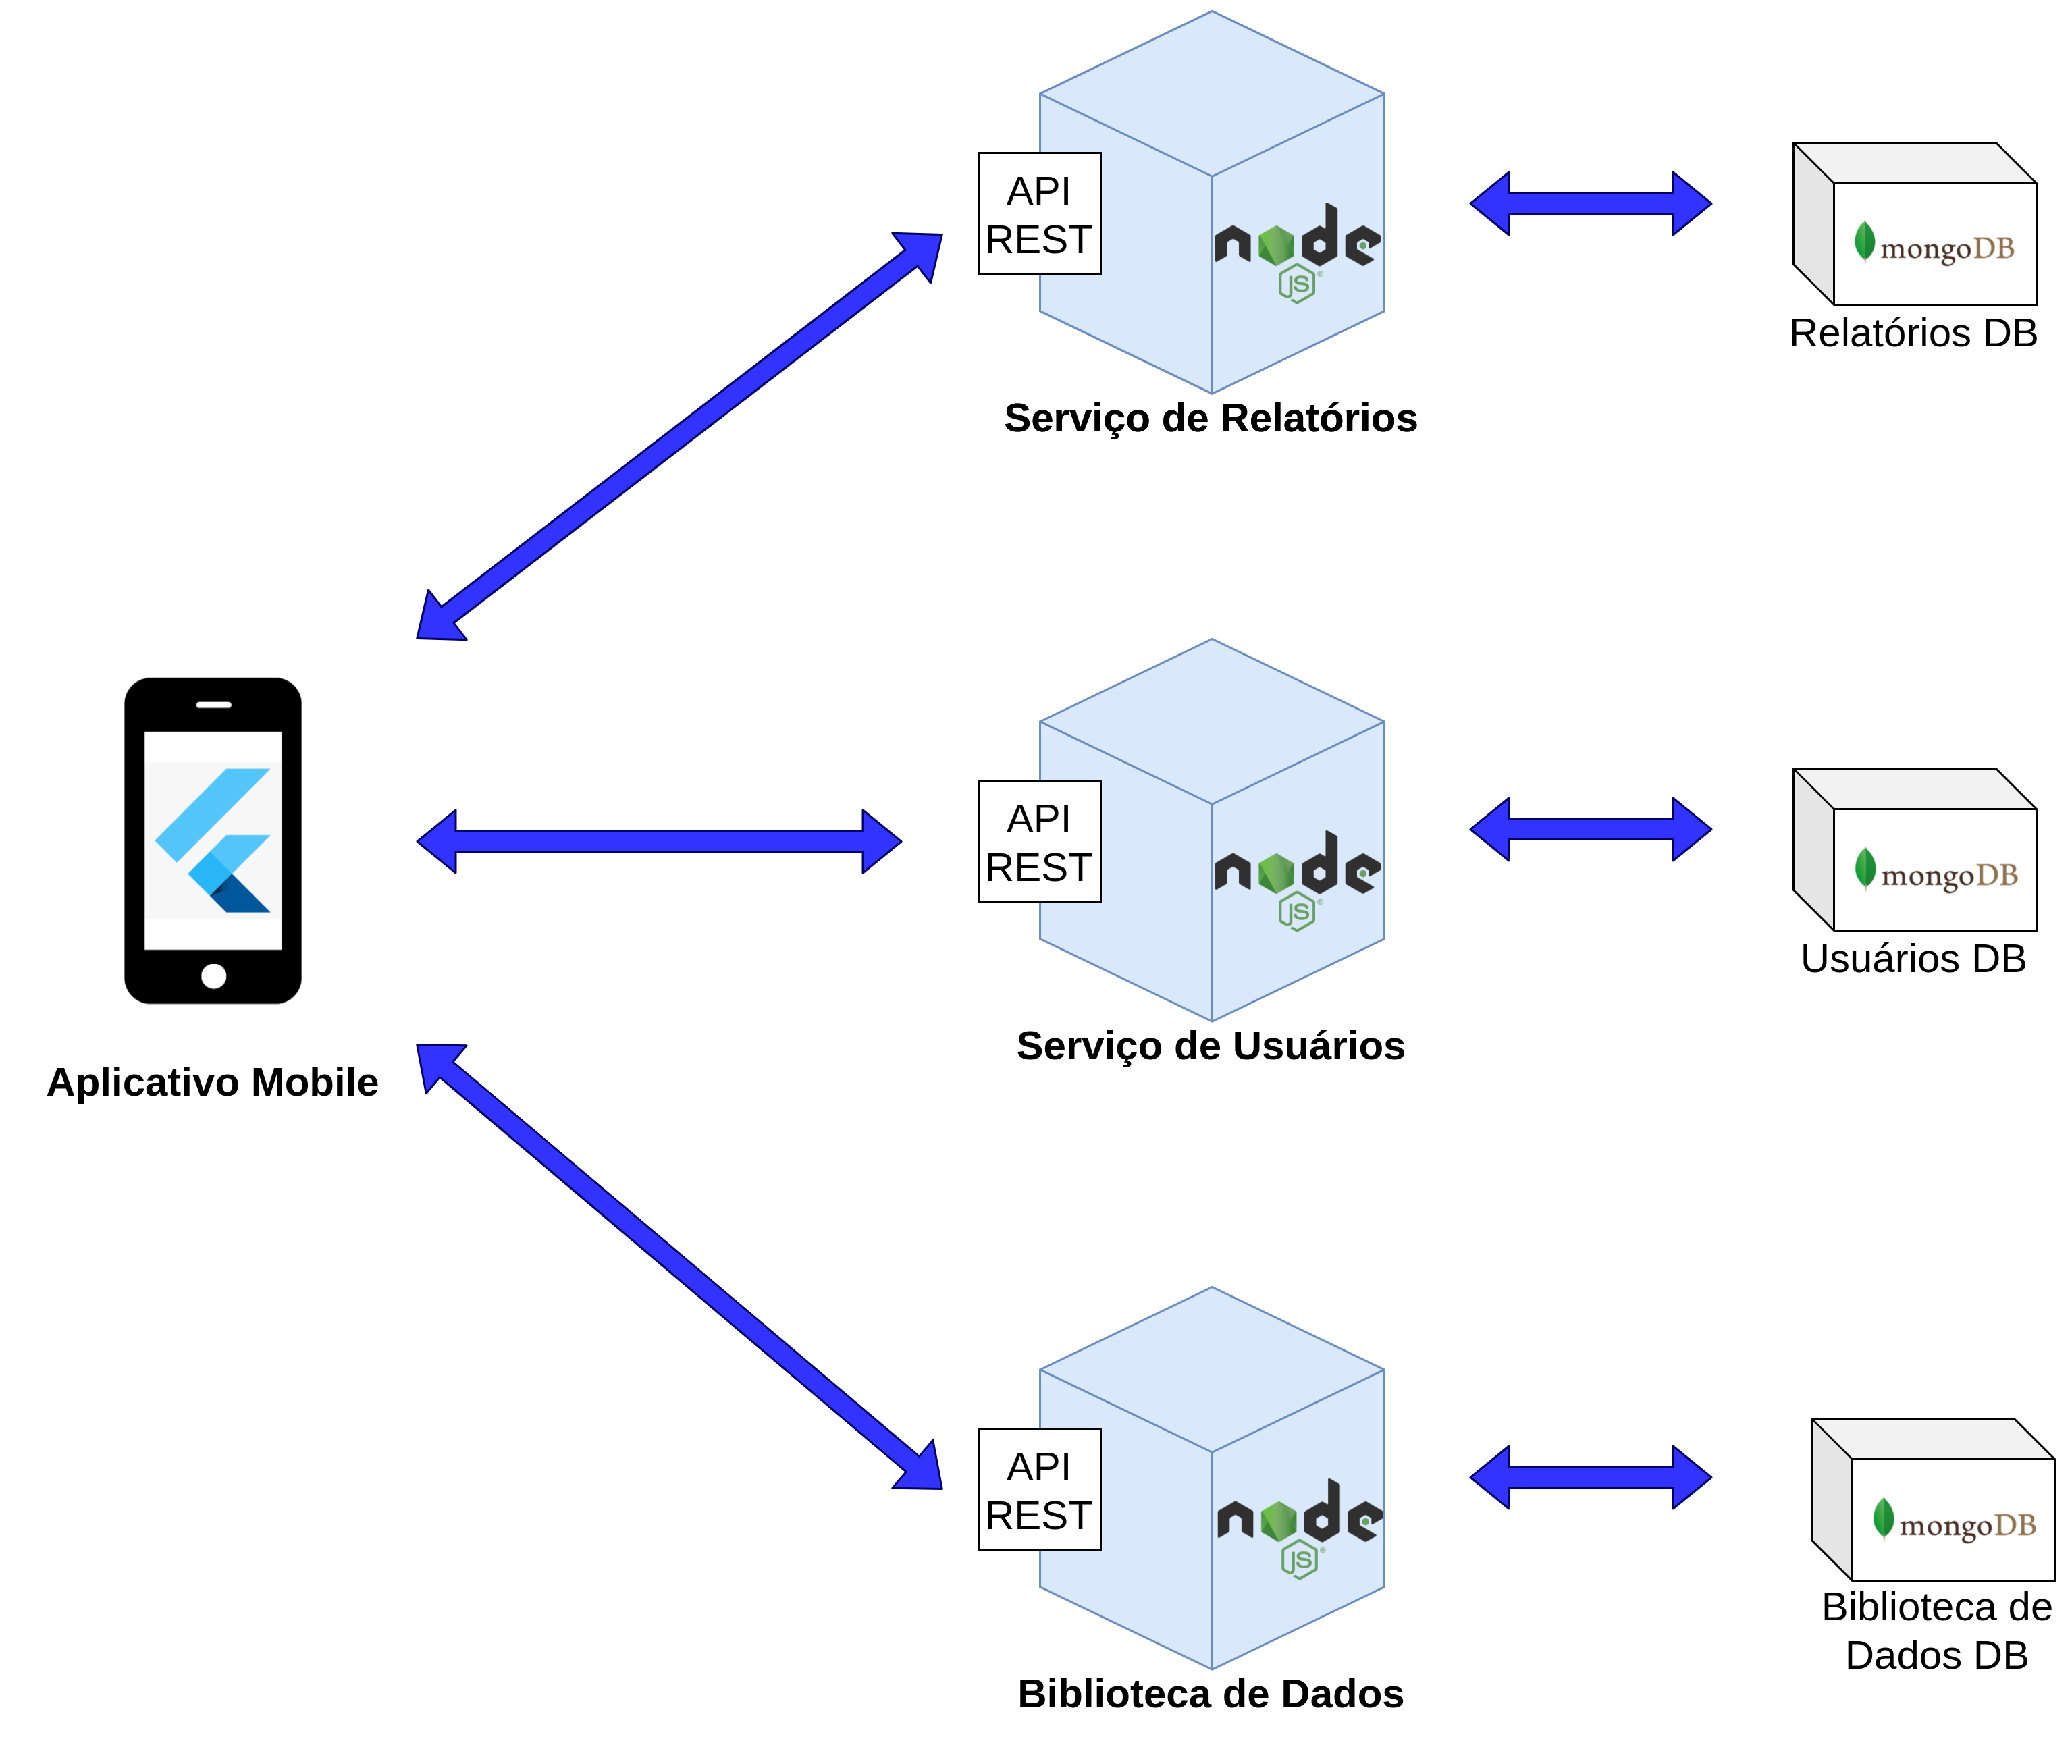 API
REST
node
JS
Serviço de Relatórios
mongoDB
Relatórios DB
Aplicativo Mobile
API
REST
node
JS
Serviço de Usuários
mongoDB
Usuários DB
API
REST
node
JS
Biblioteca de Dados
mongoDB
Biblioteca de
Dados DB